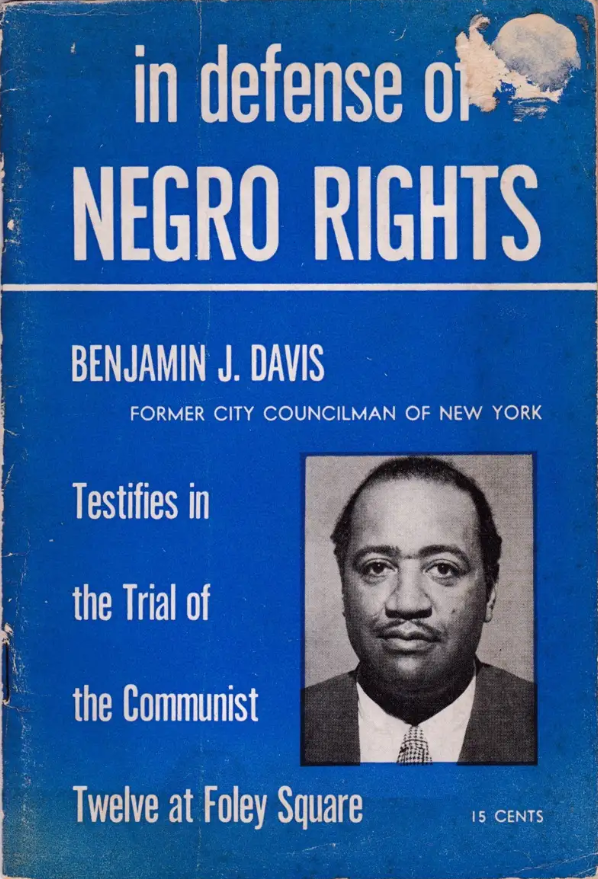 in defense of
NEGRO RIGHTS
BENJAMIN J. DAVIS
FORMER CITY COUNCILMAN OF NEW YORK
Testifies in
the Trial of
the Communist
Twelve at Foley Square
15 CENTS